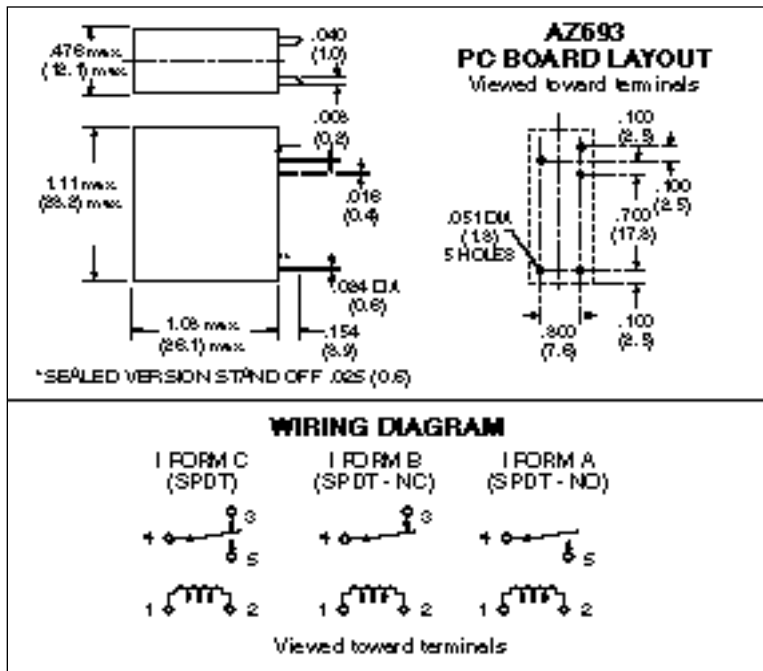 .476 max.
(12.1) max.
.040
(1.0)
.008
(0.2)
1.11 max.
(28.2) max.
.016
(0.4)
.024 DIA
(0.6)
1.03 max.
(26.1) max.
.154
(3.9)
*SEALED VERSION STAND OFF .025 (0.6)
AZ693
PC BOARD LAYOUT
Viewed toward terminals
.100
(2.5)
.100
(2.5)
.051 DIA
(1.3)
5 HOLES
.700
(17.8)
.300
(7.6)
.100
(2.5)
WIRING DIAGRAM
1 FORM C
(SPDT)
1 FORM B
(SPDT - NC)
1 FORM A
(SPDT - NO)
3
4
5
3
4
4
5
1 2
1 2
1 2
Viewed toward terminals